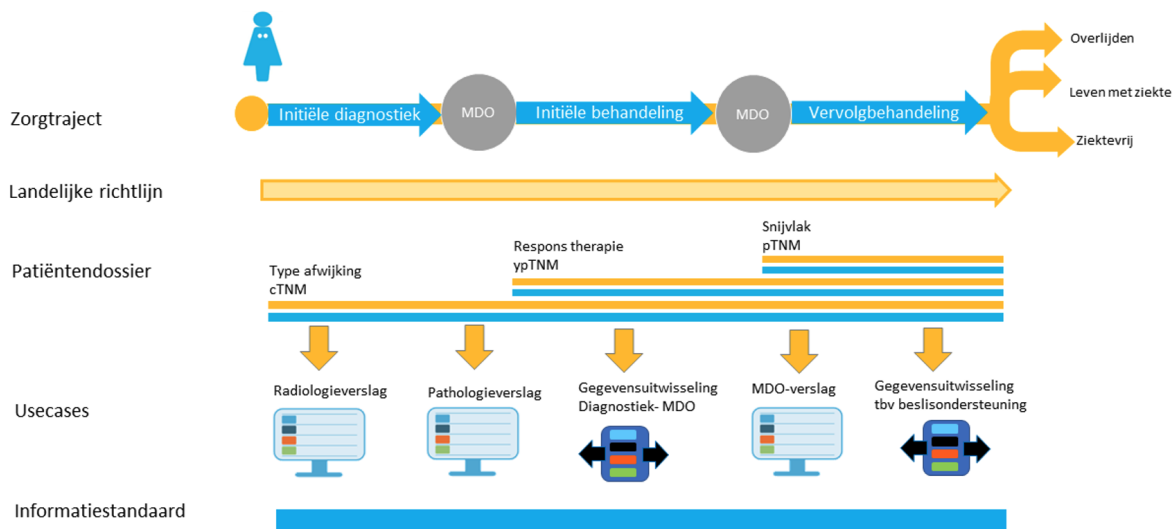 Overlijden
Leven met ziekte
Ziektevrij
Zorgtraject
Initiële diagnostiek
MDO
Initiële behandeling
MDO
Vervolgbehandeling
Landelijke richtlijn
Patiëntendossier
Type afwijking
cTNM
Respons therapie
ypTNM
Snijvlak
pTNM
Usecases
Radiologieverslag
Pathologieverslag
Gegevensuitwisseling
Diagnostiek- MDO
MDO-verslag
Gegevensuitwisseling
tbv beslisondersteuning
Informatiestandaard